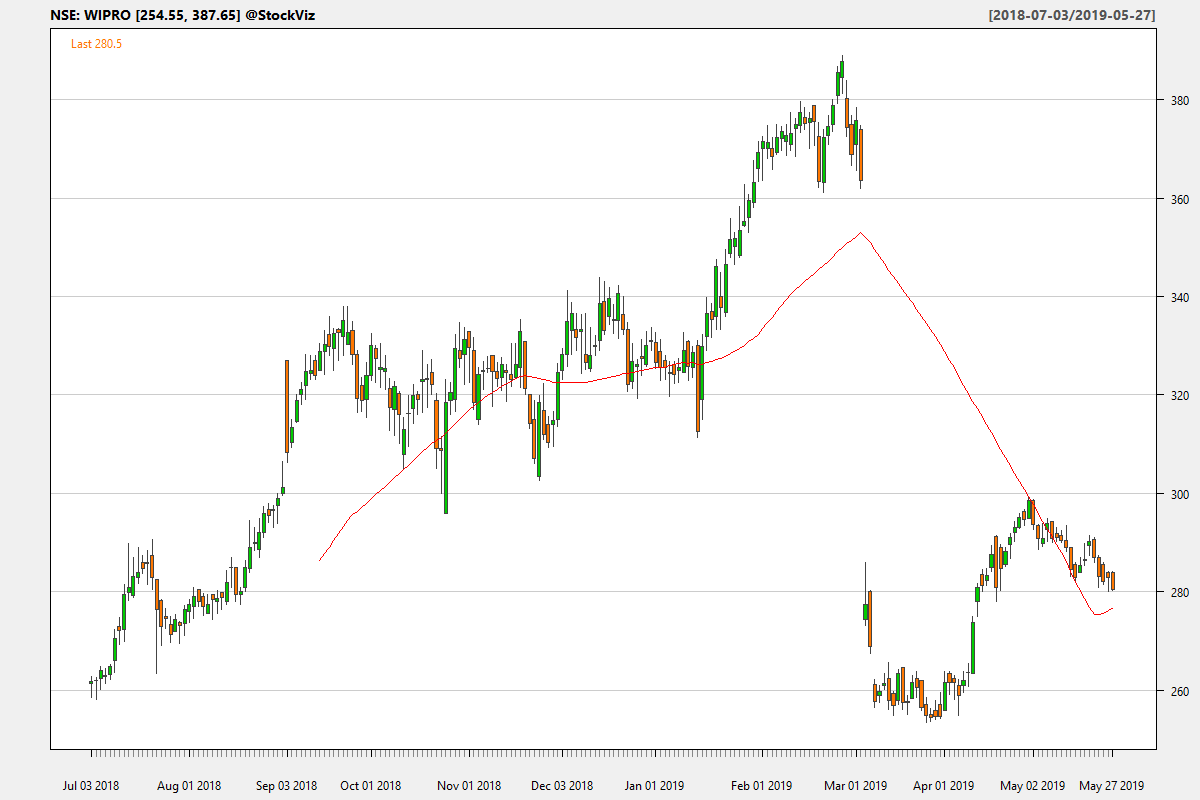 NSE: WIPRO [254.55, 387.65] @StockViz [2018-07-03/2019-05-27]
Last 280.5
380
360
340
320
300
280
260
Jul 03 2018 Aug 01 2018 Sep 03 2018 Oct 01 2018 Nov 01 2018 Dec 03 2018 Jan 01 2019 Feb 01 2019 Mar 01 2019 Apr 01 2019 May 02 2019 May 27 2019